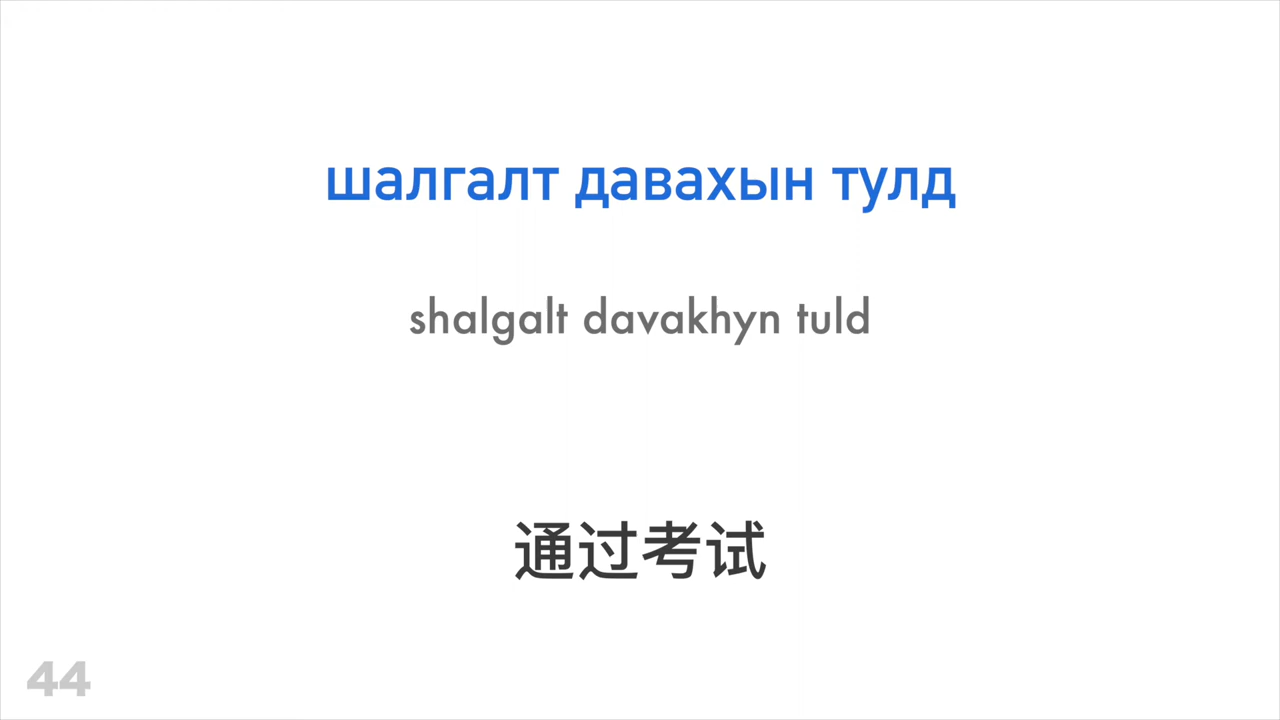 шалгалт давахын тулд
shalgalt davakhyn tuld
通过考试
44